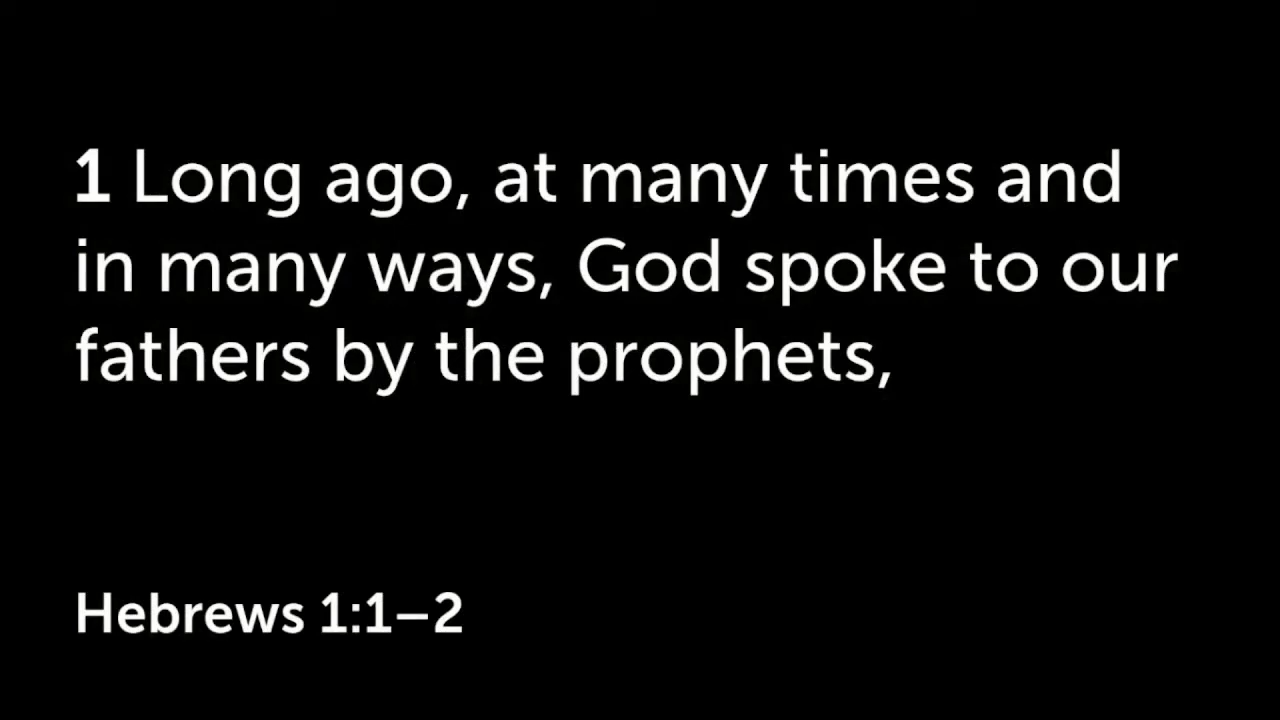 1 Long ago, at many times and
in many ways, God spoke to our
fathers by the prophets,
Hebrews 1:1–2